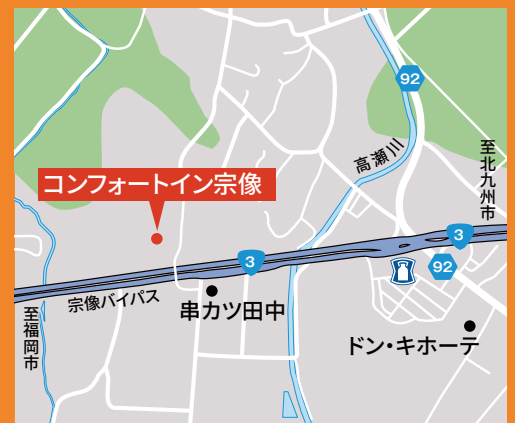 92
高瀬川
至北九州市
コンフォートイン宗像
3
3
92
宗像バイパス
串カツ田中
至福岡市
ドン・キホーテ